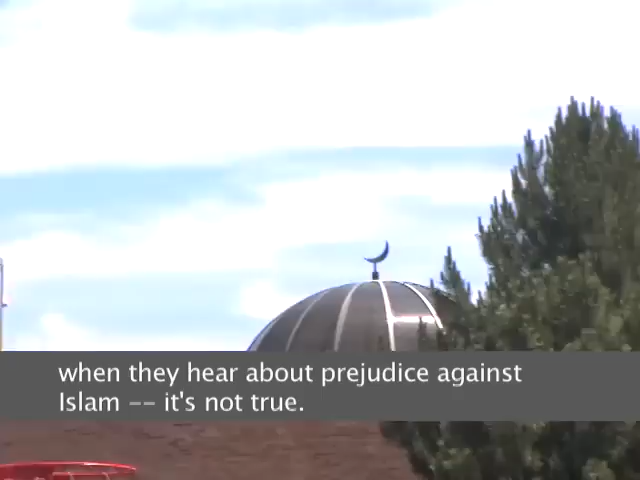 when they hear about prejudice against
Islam -- it's not true.